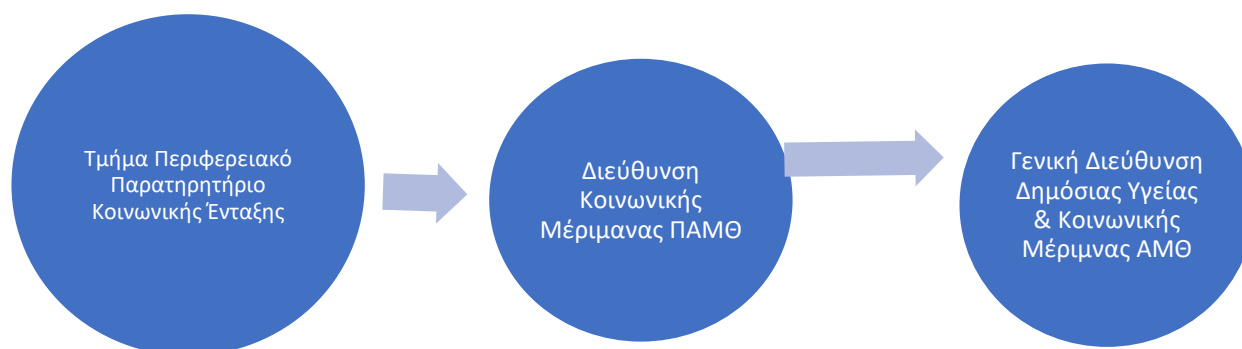 Τμήμα Περιφερειακό
Παρατηρητήριο
Κοινωνικής Ένταξης
Διεύθυνση
Κοινωνικής
Μέριμανας ΠΑΜΘ
Γενική Διεύθυνση
Δημόσιας Υγείας
& Κοινωνικής
Μέριμνας ΑΜΘ